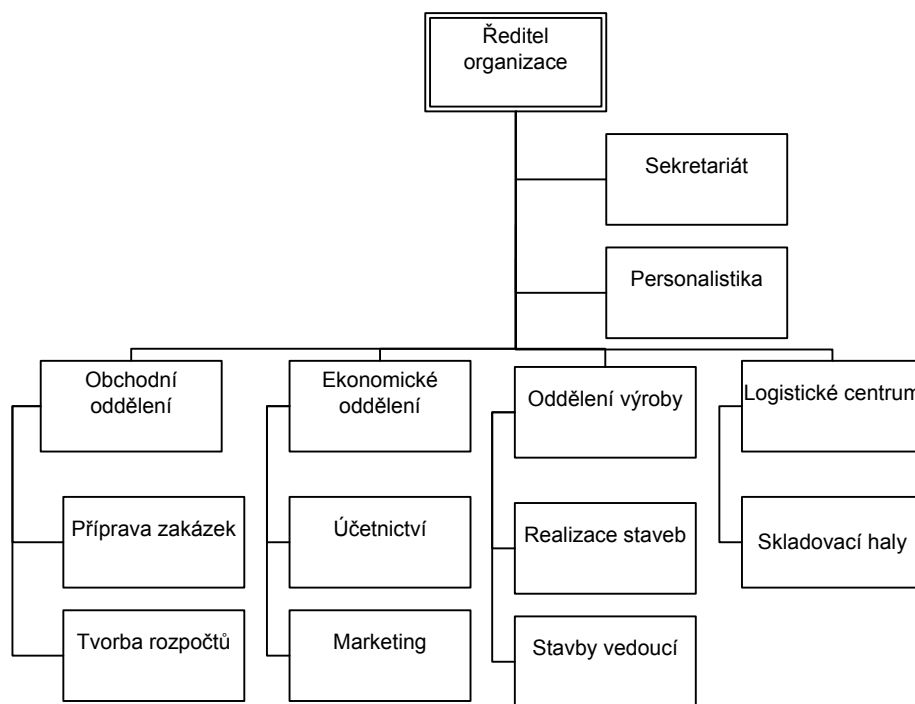 Ředitel
organizace
Sekretariát
Personalistika
Obchodní
oddělení
Ekonomické
oddělení
Oddělení výroby
Logistické centrum
Příprava zakázek
Účetnictví
Realizace staveb
Skladovací haly
Tvorba rozpočtů
Marketing
Stavby vedoucí